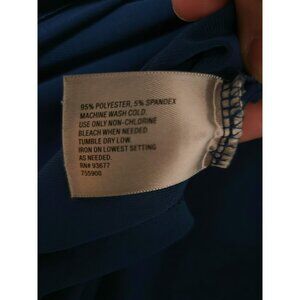 95% POLYESTER, 5% SPANDEX
MACHINE WASH COLD.
USE ONLY NON-CHLORINE
BLEACH WHEN NEEDED.
TUMBLE DRY LOW.
IRON ON LOWEST SETTING
AS NEEDED.
RN# 93677
755900